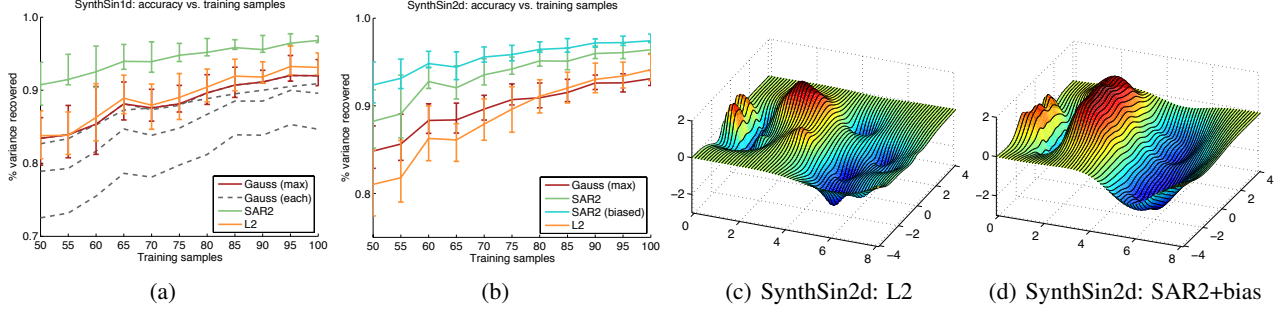 SynthSin1d: accuracy vs. training samples
% variance recovered
1.0
0.9
0.8
0.7
50 55 60 65 70 75 80 85 90 95 100
Training samples
Gauss (max)
Gauss (each)
SAR2
L2
(a)
SynthSin2d: accuracy vs. training samples
% variance recovered
1.0
0.9
0.8
50 55 60 65 70 75 80 85 90 95 100
Training samples
Gauss (max)
SAR2
SAR2 (biased)
L2
(b)
2
0
−2
0 2 4 6 8
−4 −2 0 2 4
(c) SynthSin2d: L2
2
0
−2
0 2 4 6 8
−4 −2 0 2 4
(d) SynthSin2d: SAR2+bias